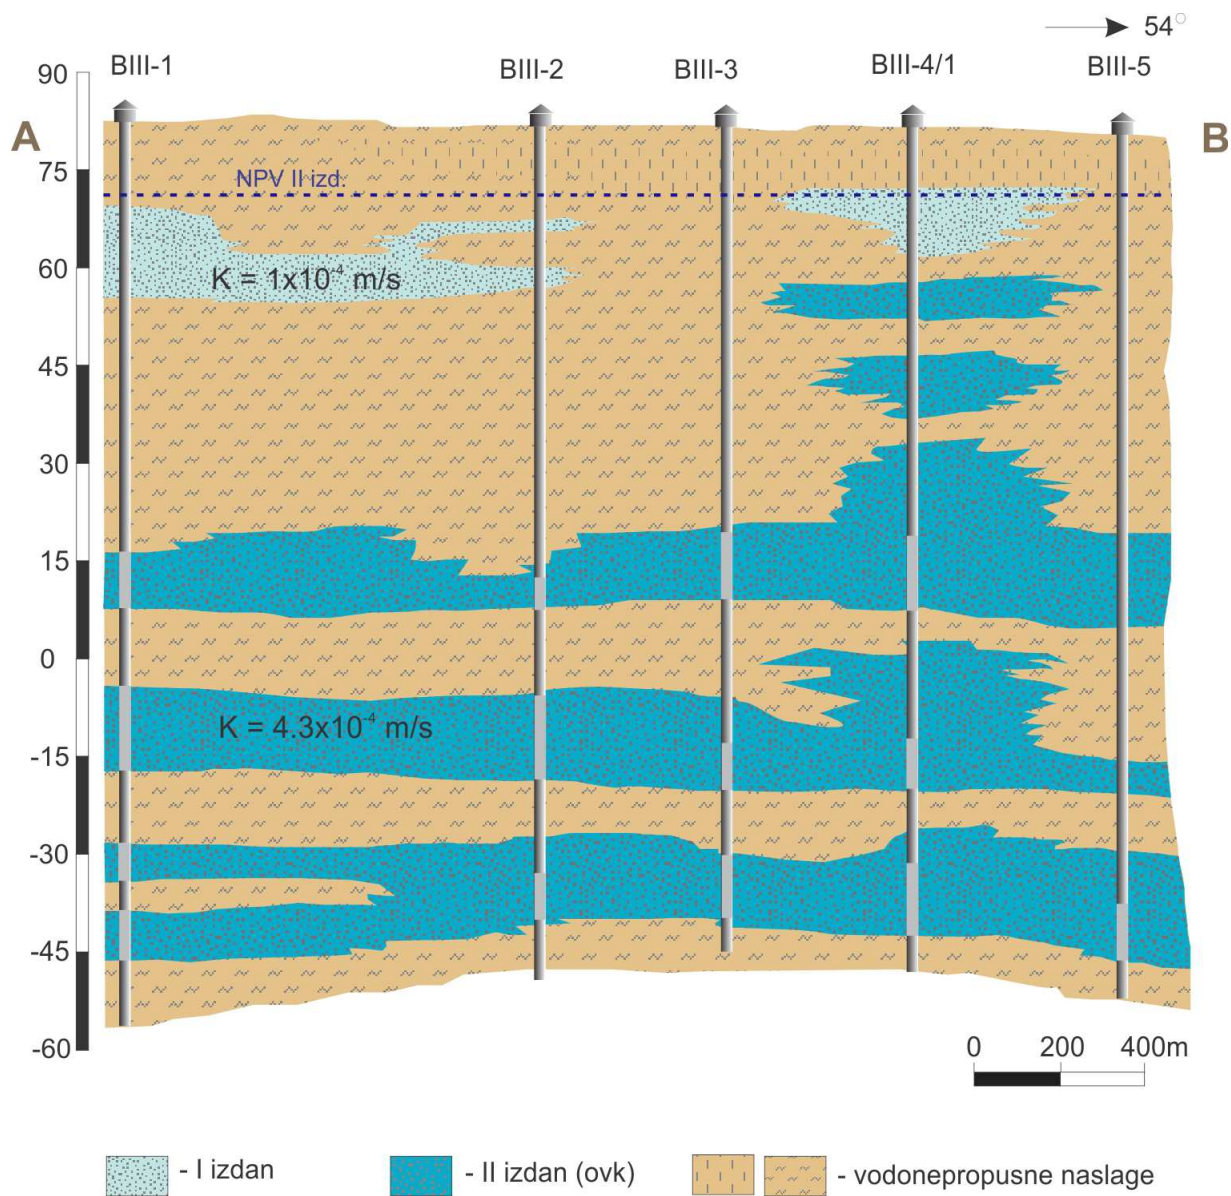 54°
BIII-1
BIII-2
BIII-3
BIII-4/1
BIII-5
90
A
B
75
NPV II izd.
60
K = 1x10⁻⁴ m/s
45
30
15
0
K = 4.3x10⁻⁴ m/s
-15
-30
-45
-60
0 200 400m
- I izdan
- II izdan (ovk)
- vodonepropusne naslage